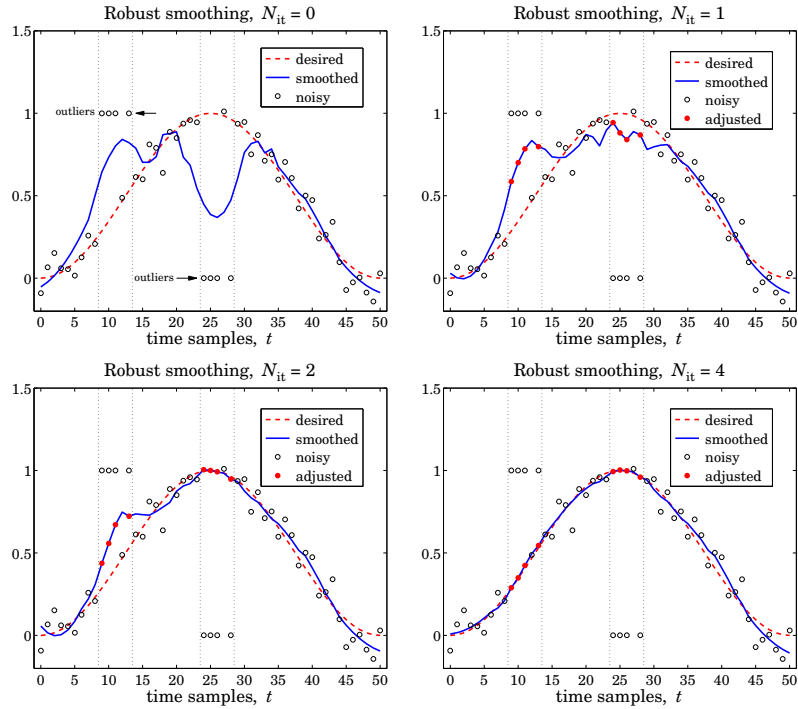 Robust smoothing, N_it = 0
1.5
1
0.5
0
0 5 10 15 20 25 30 35 40 45 50
time samples, t
desired
smoothed
noisy
outliers
outliers
Robust smoothing, N_it = 1
1.5
1
0.5
0
0 5 10 15 20 25 30 35 40 45 50
time samples, t
desired
smoothed
noisy
adjusted
Robust smoothing, N_it = 2
1.5
1
0.5
0
0 5 10 15 20 25 30 35 40 45 50
time samples, t
desired
smoothed
noisy
adjusted
Robust smoothing, N_it = 4
1.5
1
0.5
0
0 5 10 15 20 25 30 35 40 45 50
time samples, t
desired
smoothed
noisy
adjusted